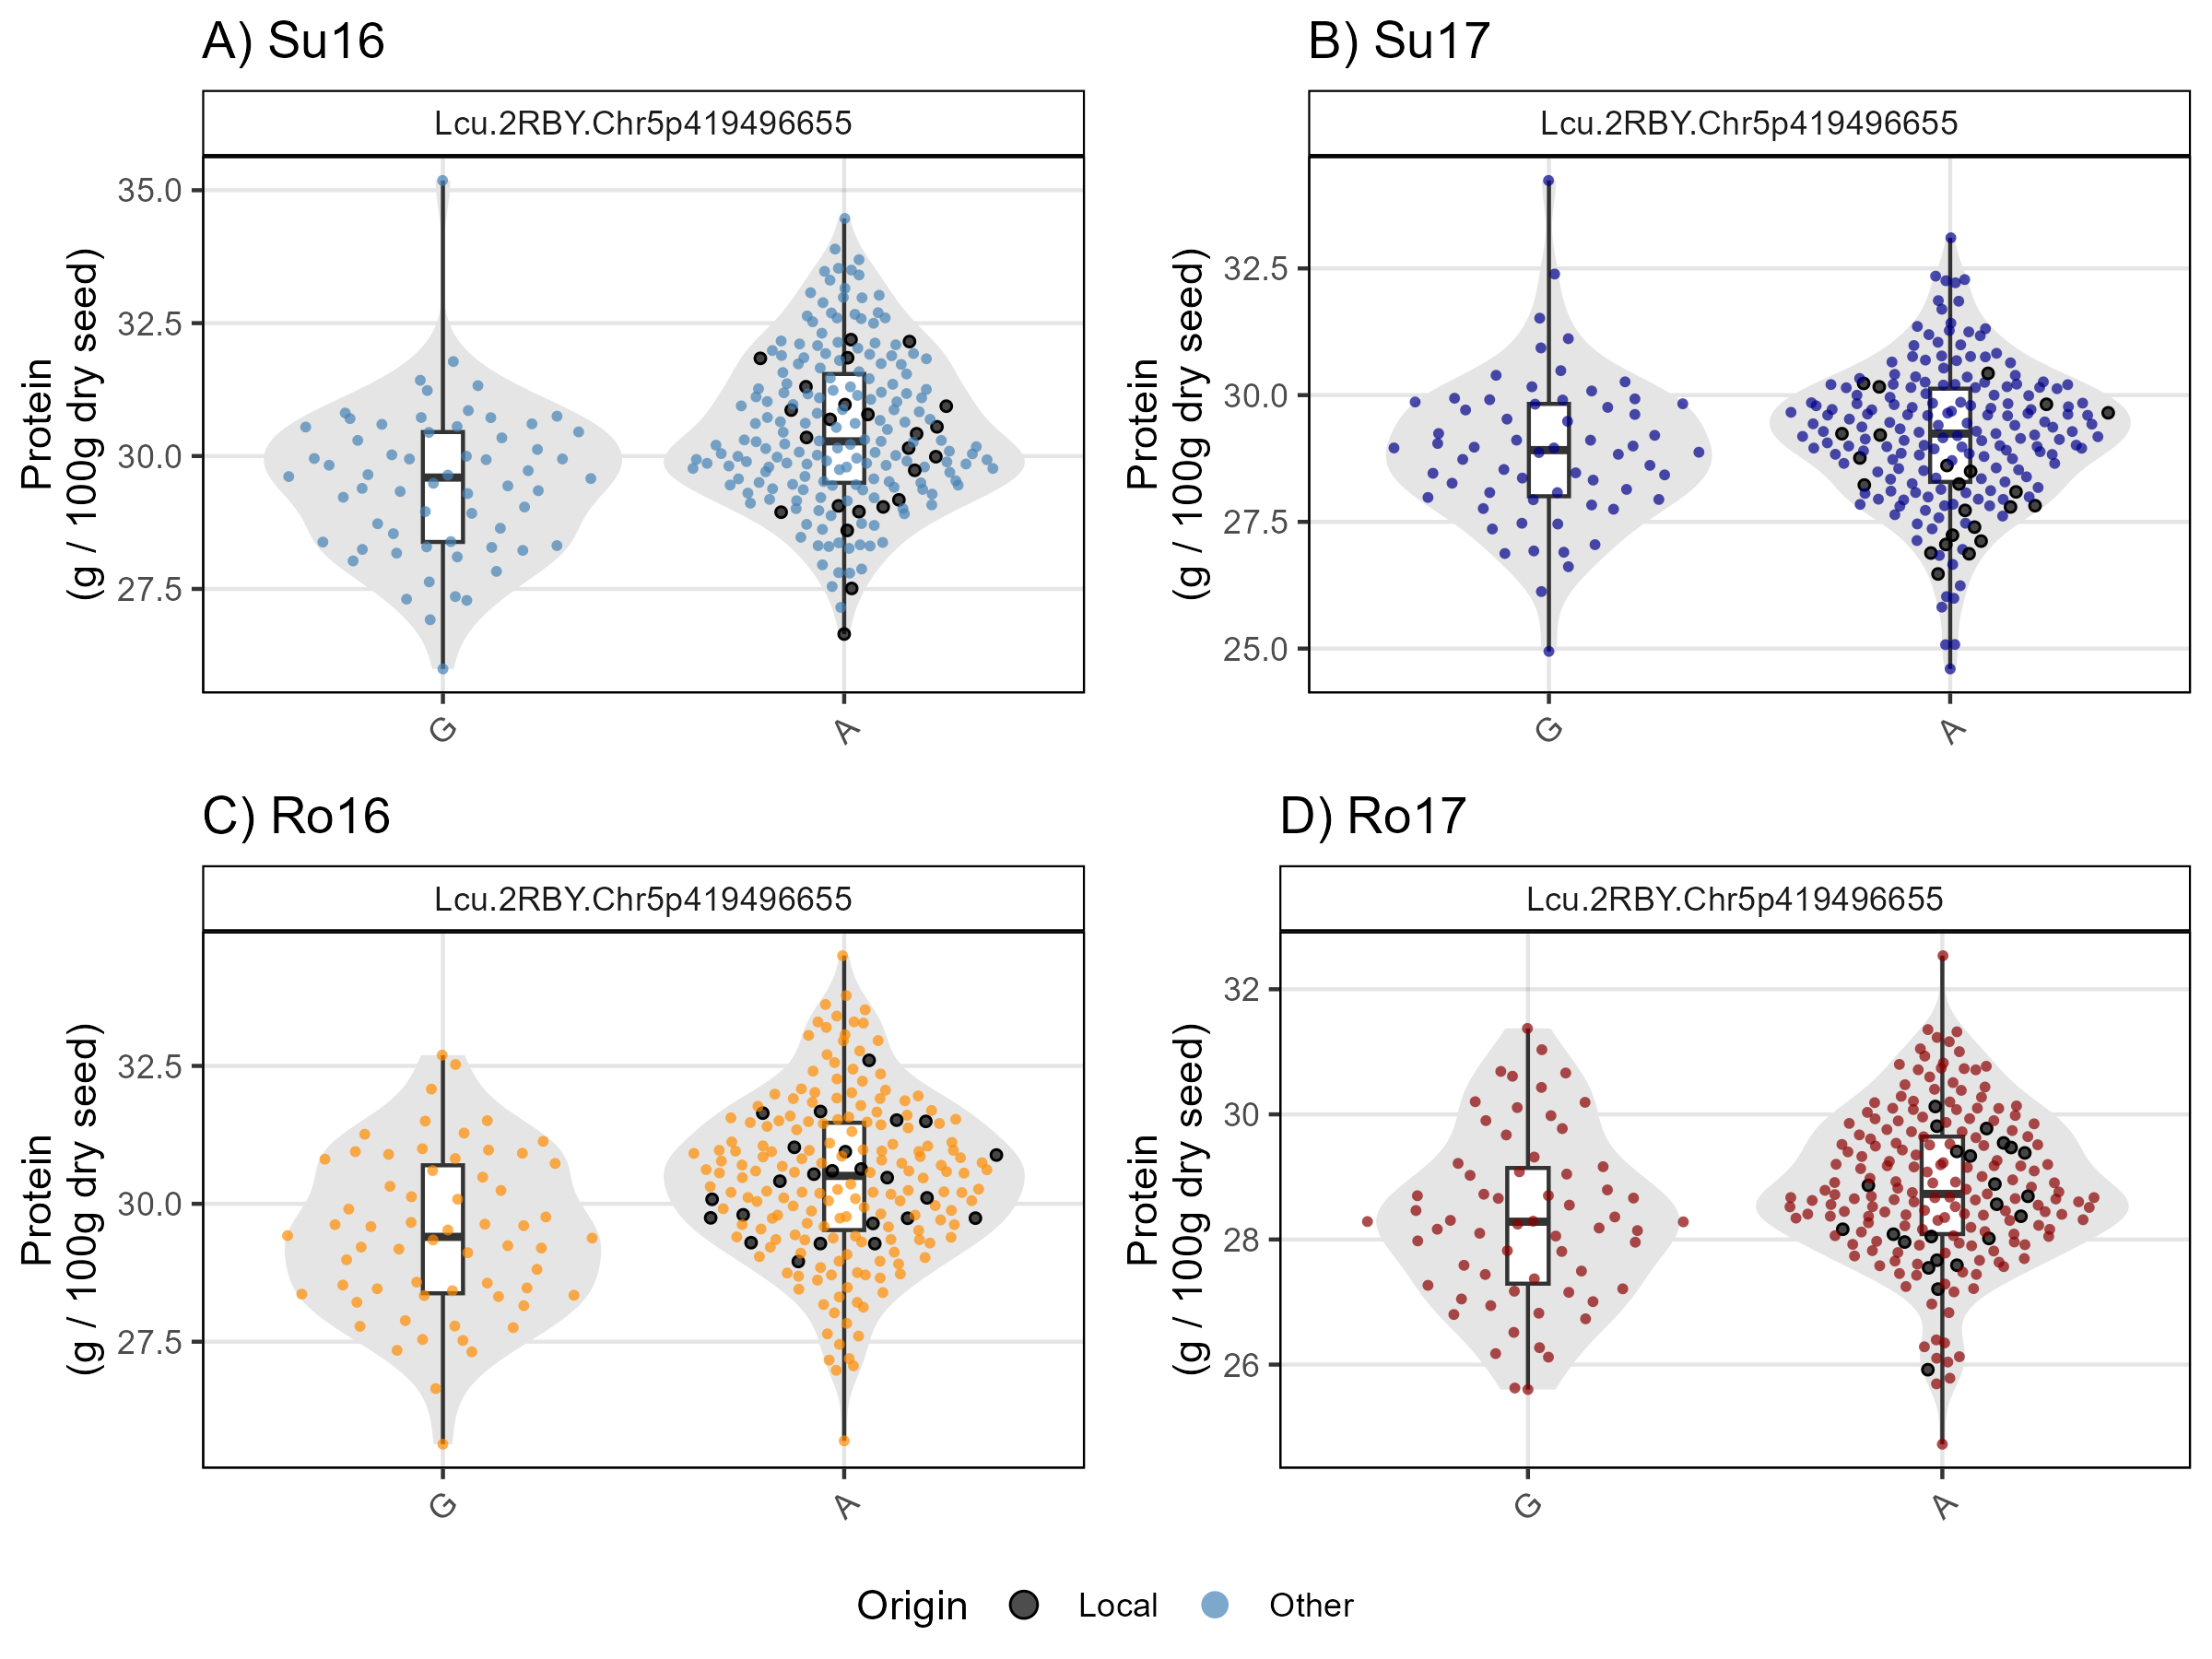 A) Su16
Lcu.2RBY.Chr5p419496655
Protein
(g / 100g dry seed)
35.0
32.5
30.0
27.5
G
A
B) Su17
Lcu.2RBY.Chr5p419496655
Protein
(g / 100g dry seed)
32.5
30.0
27.5
25.0
G
A
C) Ro16
Lcu.2RBY.Chr5p419496655
Protein
(g / 100g dry seed)
32.5
30.0
27.5
G
A
D) Ro17
Lcu.2RBY.Chr5p419496655
Protein
(g / 100g dry seed)
32
30
28
26
G
A
Origin Local Other